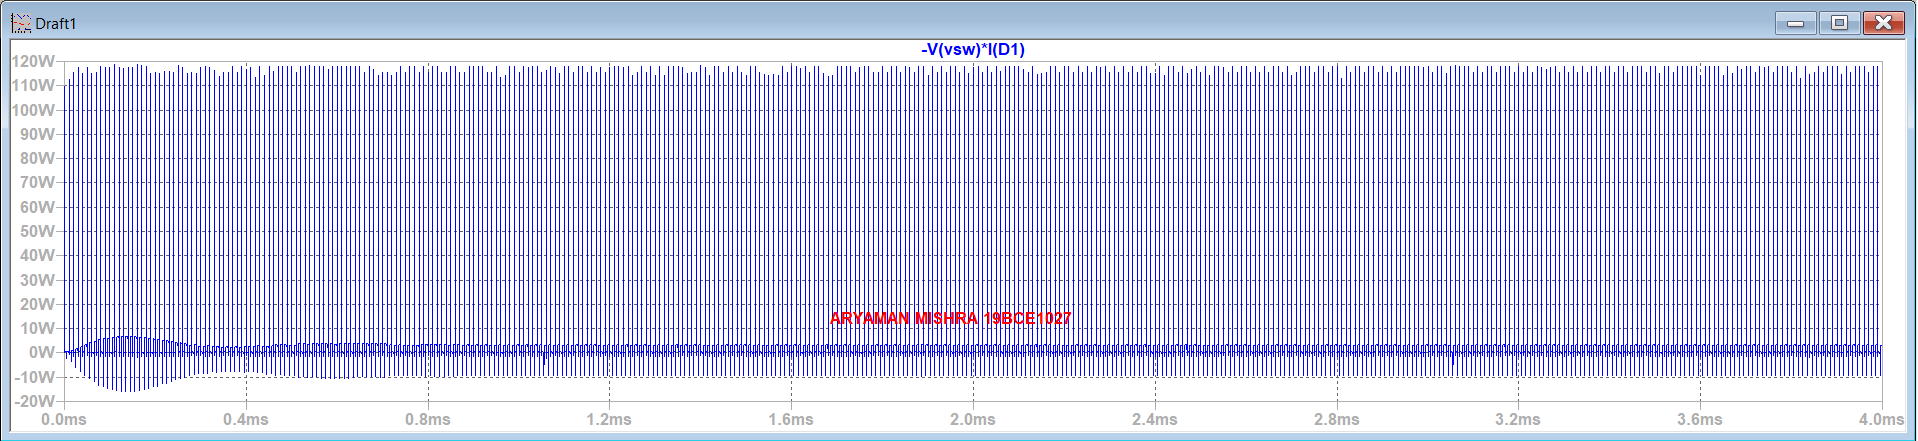 Draft1
-V(vsw)*I(D1)
120W
110W
100W
90W
80W
70W
60W
50W
40W
30W
20W
ARYAMAN MISHRA 19BCE1027
10W
0W
-10W
-20W
0.0ms 0.4ms 0.8ms 1.2ms 1.6ms 2.0ms 2.4ms 2.8ms 3.2ms 3.6ms 4.0ms